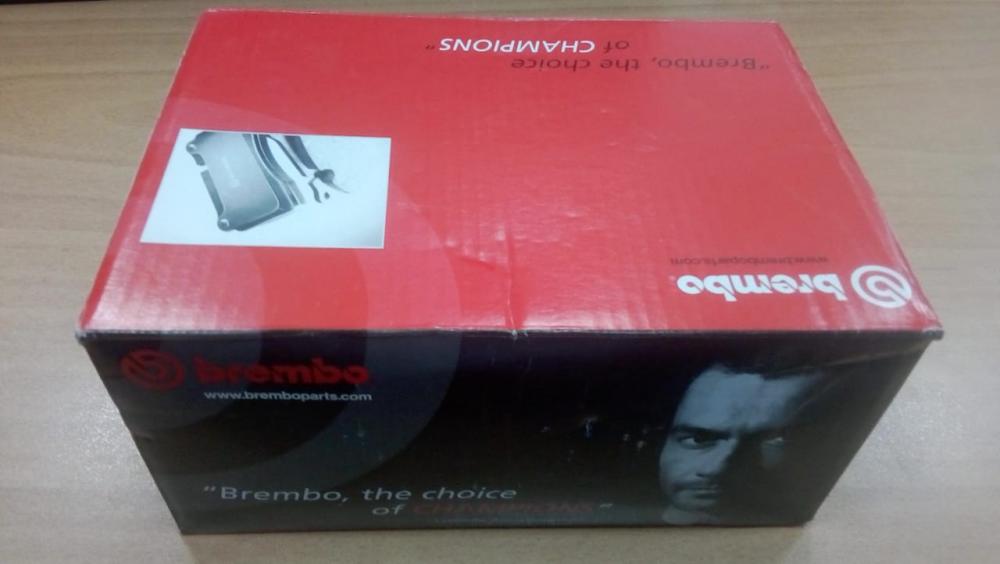 "Brembo, the choice
of CHAMPIONS"
www.bremboparts.com
brembo
brembo
www.bremboparts.com
"Brembo, the choice
of CHAMPIONS"